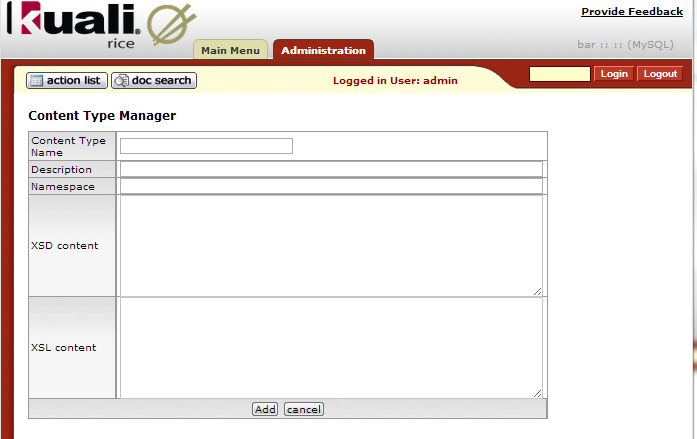 Kuali
rice
Provide Feedback
Main Menu
Administration
bar :: :: (MySQL)
action list
doc search
Logged in User: admin
Login
Logout
Content Type Manager
Content Type
Name
Description
Namespace
XSD content
XSL content
Add
cancel